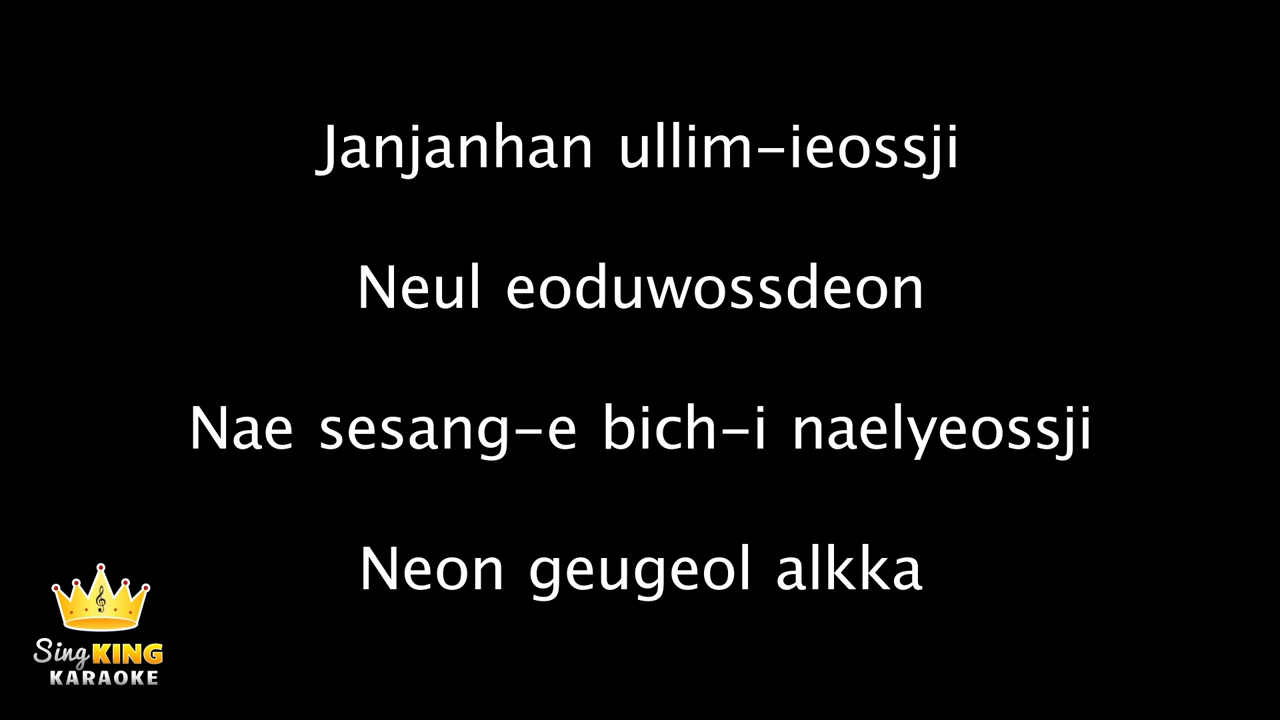 Janjanhan ullim-ieossji
Neul eoduwossdeon
Nae sesang-e bich-i naelyeossji
Neon geugeol alkka
Sing KING
KARAOKE